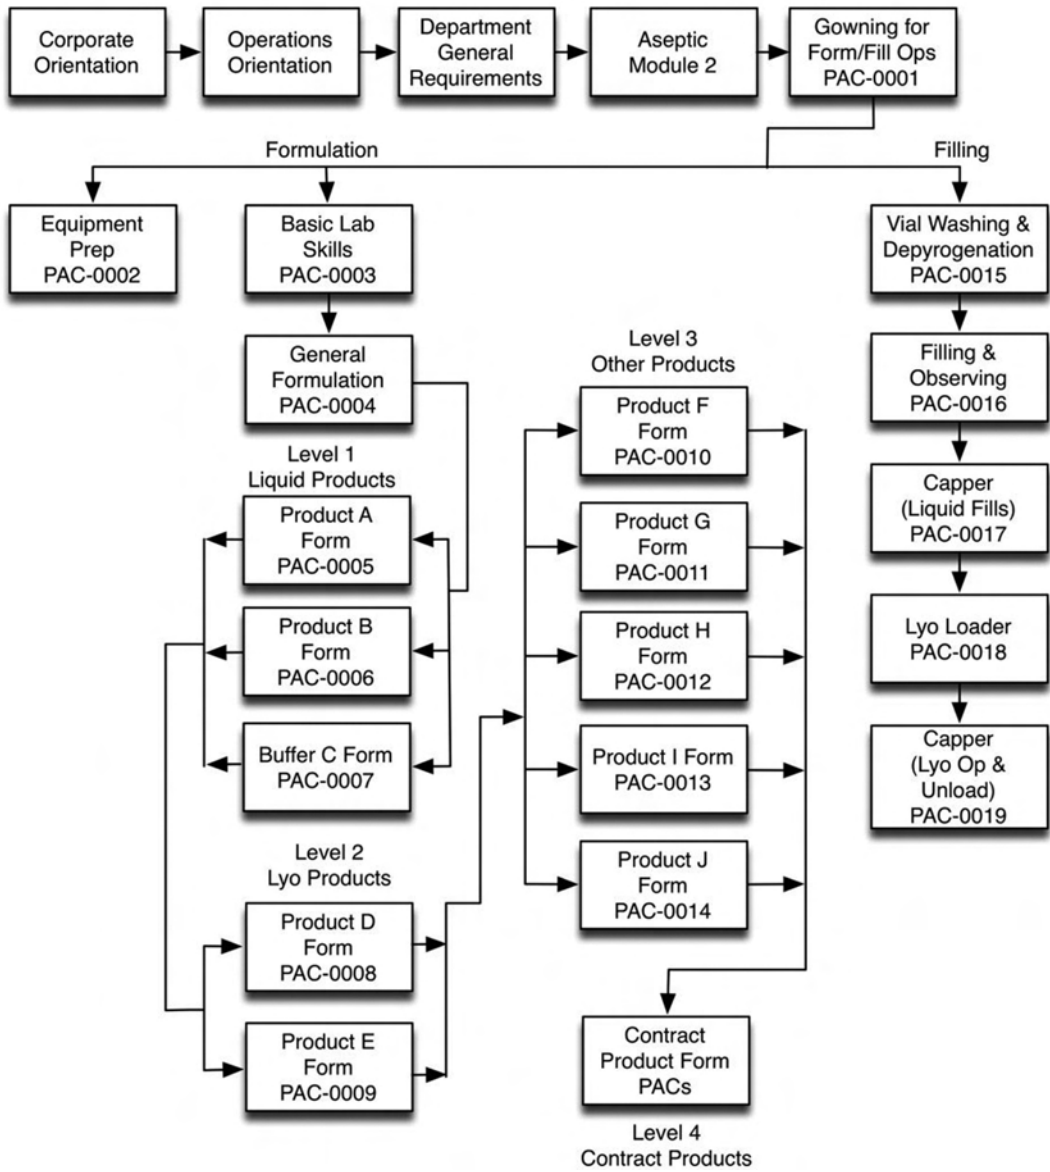 Corporate
Orientation
Operations
Orientation
Department
General
Requirements
Aseptic
Module 2
Gowning for
Form/Fill Ops
PAC-0001
Formulation
Filling
Equipment
Prep
PAC-0002
Basic Lab
Skills
PAC-0003
General
Formulation
PAC-0004
Level 1
Liquid Products
Product A
Form
PAC-0005
Product B
Form
PAC-0006
Buffer C Form
PAC-0007
Level 2
Lyo Products
Product D
Form
PAC-0008
Product E
Form
PAC-0009
Level 3
Other Products
Product F
Form
PAC-0010
Product G
Form
PAC-0011
Product H
Form
PAC-0012
Product I Form
PAC-0013
Product J
Form
PAC-0014
Contract
Product Form
PACs
Level 4
Contract Products
Vial Washing &
Depyrogenation
PAC-0015
Filling &
Observing
PAC-0016
Capper
(Liquid Fills)
PAC-0017
Lyo Loader
PAC-0018
Capper
(Lyo Op &
Unload)
PAC-0019